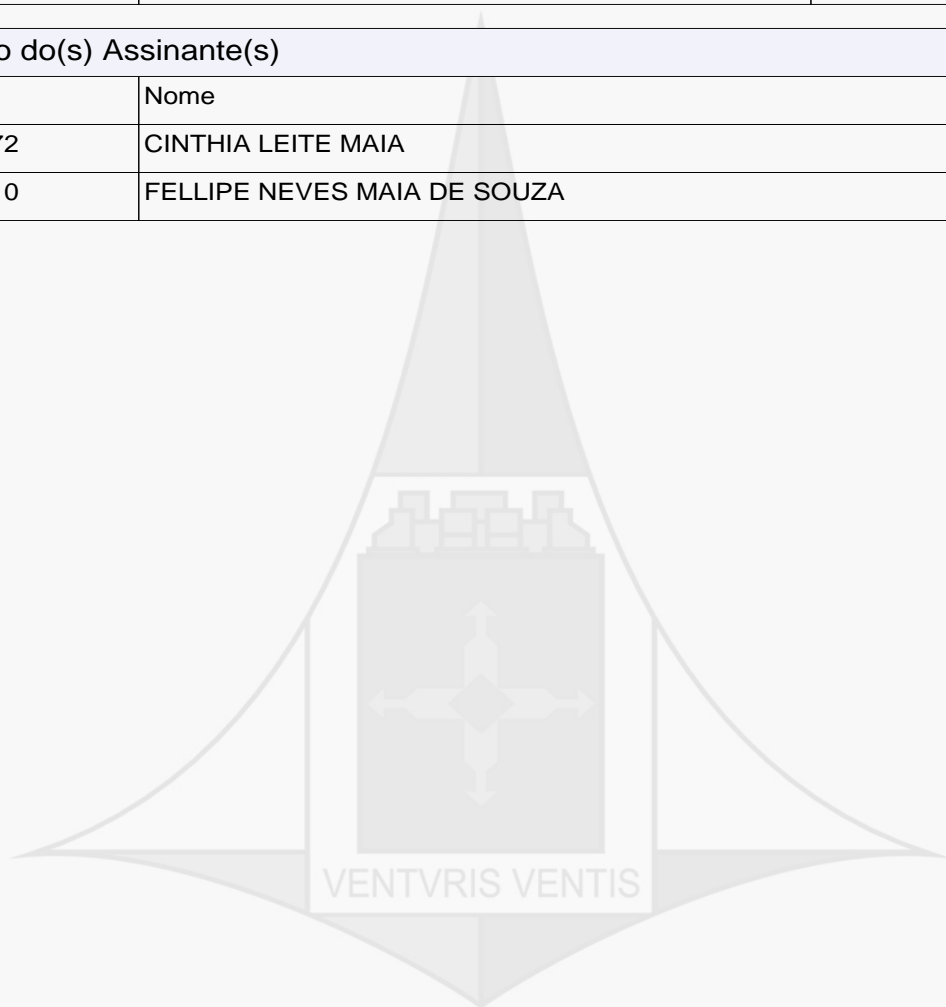 o do(s) Assinante(s)
Nome
72 CINTHIA LEITE MAIA
0 FELLIPE NEVES MAIA DE SOUZA
VENTVRIS VENTIS